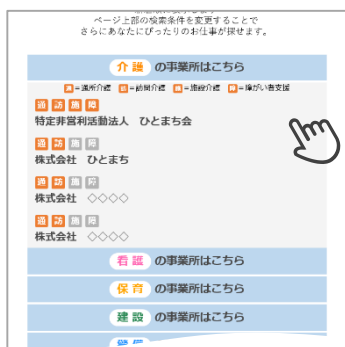 ページ上部の検索条件を変更することで
さらにあなたにぴったりのお仕事が探せます。
介護 の事業所はこちら
通=通所介護 訪=訪問介護 施=施設介護 障=障がい者支援
通 訪 施 障
特定非営利活動法人 ひとまち会
通 訪 施 障
株式会社 ひとまち
通 訪 施 障
株式会社 ◇◇◇◇
通 訪 施 障
株式会社 ◇◇◇◇
看護 の事業所はこちら
保育 の事業所はこちら
建設 の事業所はこちら